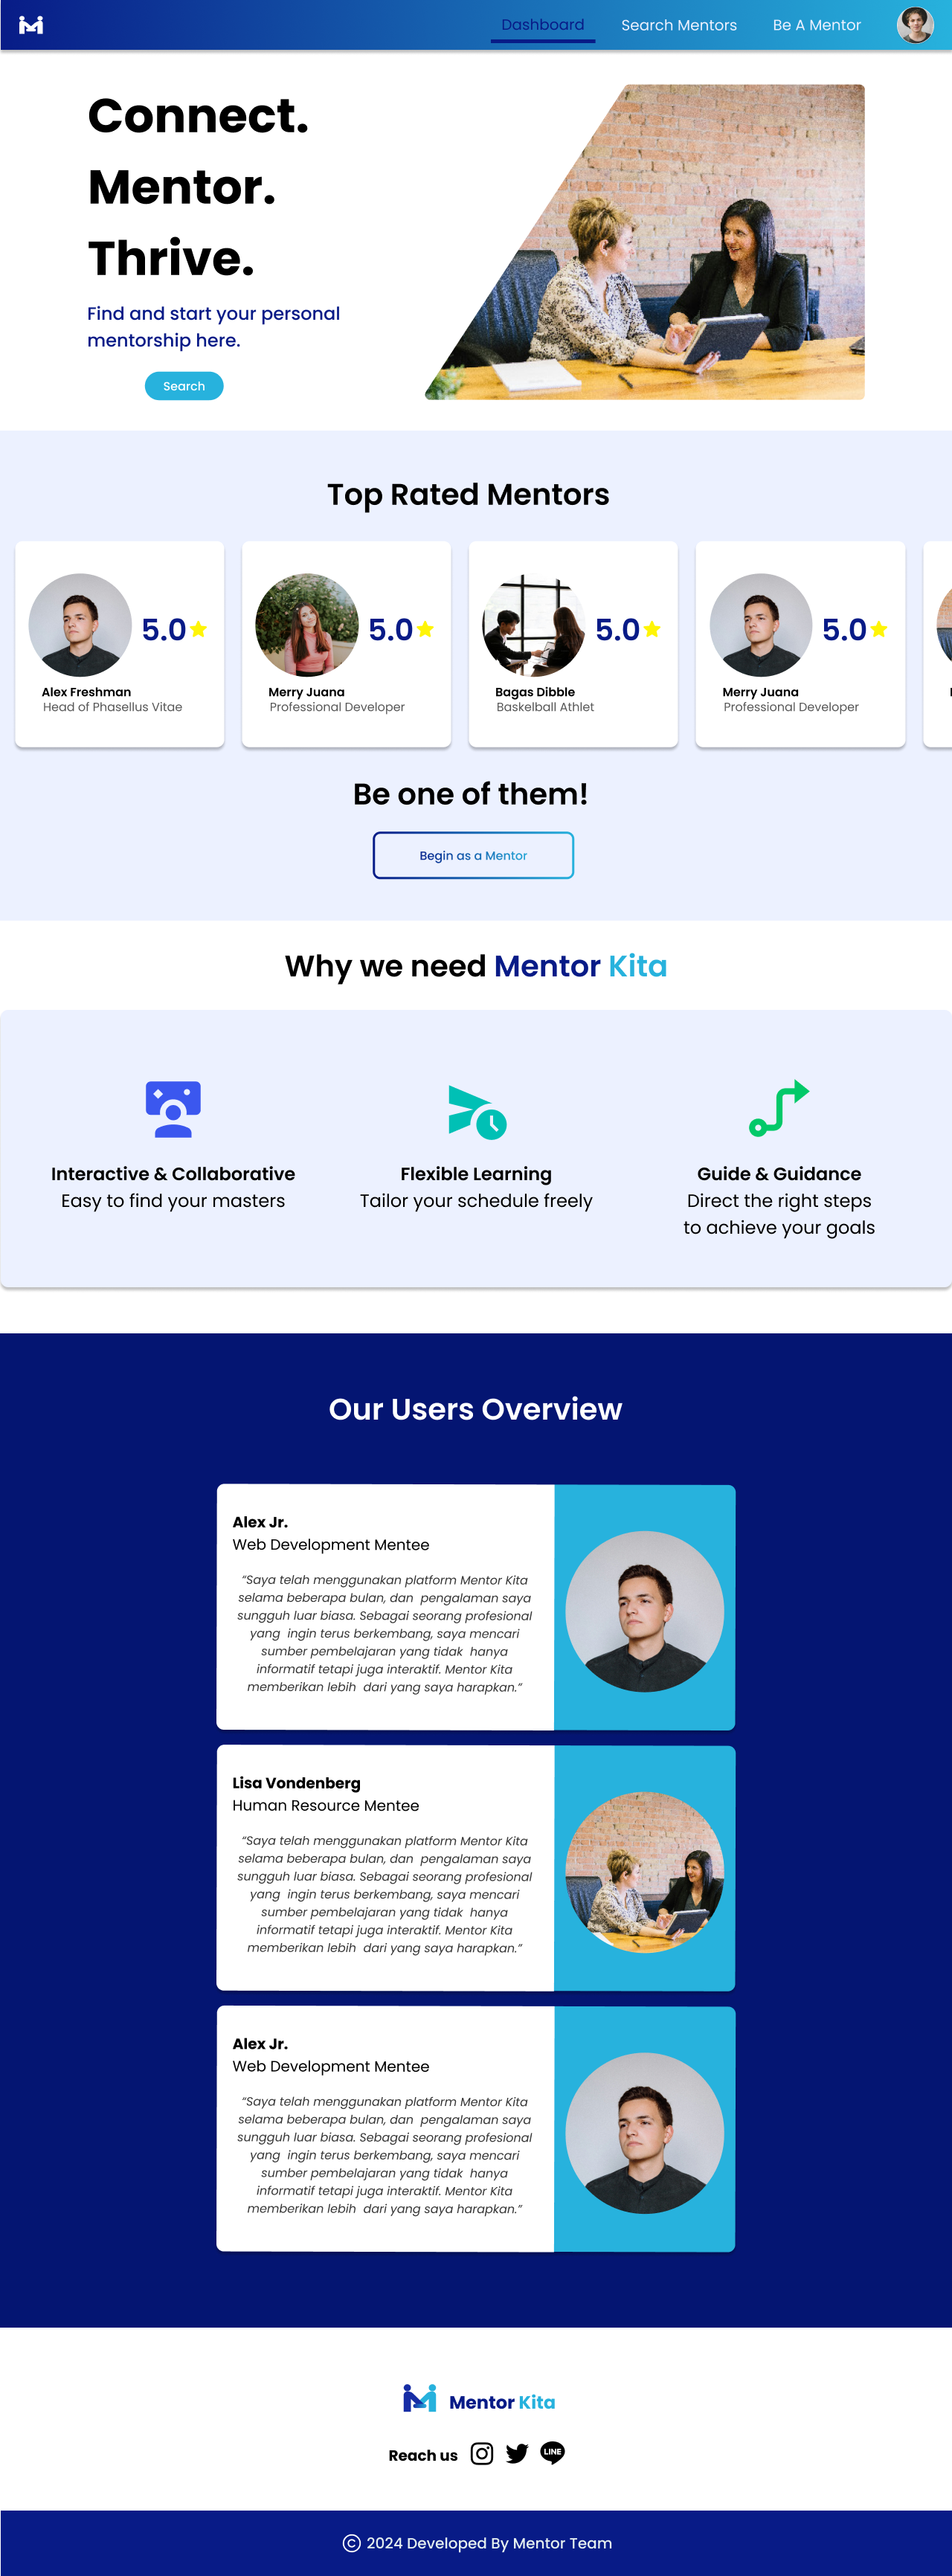 Dashboard
Search Mentors
Be A Mentor
Connect.
Mentor.
Thrive.
Find and start your personal
mentorship here.
Search
Top Rated Mentors
5.0
Alex Freshman
Head of Phasellus Vitae
5.0
Merry Juana
Professional Developer
5.0
Bagas Dibble
Baskelball Athlet
5.0
Merry Juana
Professional Developer
Be one of them!
Begin as a Mentor
Why we need Mentor Kita
Interactive & Collaborative
Easy to find your masters
Flexible Learning
Tailor your schedule freely
Guide & Guidance
Direct the right steps
to achieve your goals
Our Users Overview
Alex Jr.
Web Development Mentee
“Saya telah menggunakan platform Mentor Kita
selama beberapa bulan, dan pengalaman saya
sungguh luar biasa. Sebagai seorang profesional
yang ingin terus berkembang, saya mencari
sumber pembelajaran yang tidak hanya
informatif tetapi juga interaktif. Mentor Kita
memberikan lebih dari yang saya harapkan.”
Lisa Vondenberg
Human Resource Mentee
“Saya telah menggunakan platform Mentor Kita
selama beberapa bulan, dan pengalaman saya
sungguh luar biasa. Sebagai seorang profesional
yang ingin terus berkembang, saya mencari
sumber pembelajaran yang tidak hanya
informatif tetapi juga interaktif. Mentor Kita
memberikan lebih dari yang saya harapkan.”
Alex Jr.
Web Development Mentee
“Saya telah menggunakan platform Mentor Kita
selama beberapa bulan, dan pengalaman saya
sungguh luar biasa. Sebagai seorang profesional
yang ingin terus berkembang, saya mencari
sumber pembelajaran yang tidak hanya
informatif tetapi juga interaktif. Mentor Kita
memberikan lebih dari yang saya harapkan.”
Mentor Kita
Reach us
LINE
© 2024 Developed By Mentor Team